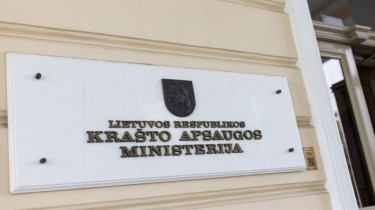 LIETUVOS RESPUBLIKOS
KRAŠTO APSAUGOS
MINISTERIJA